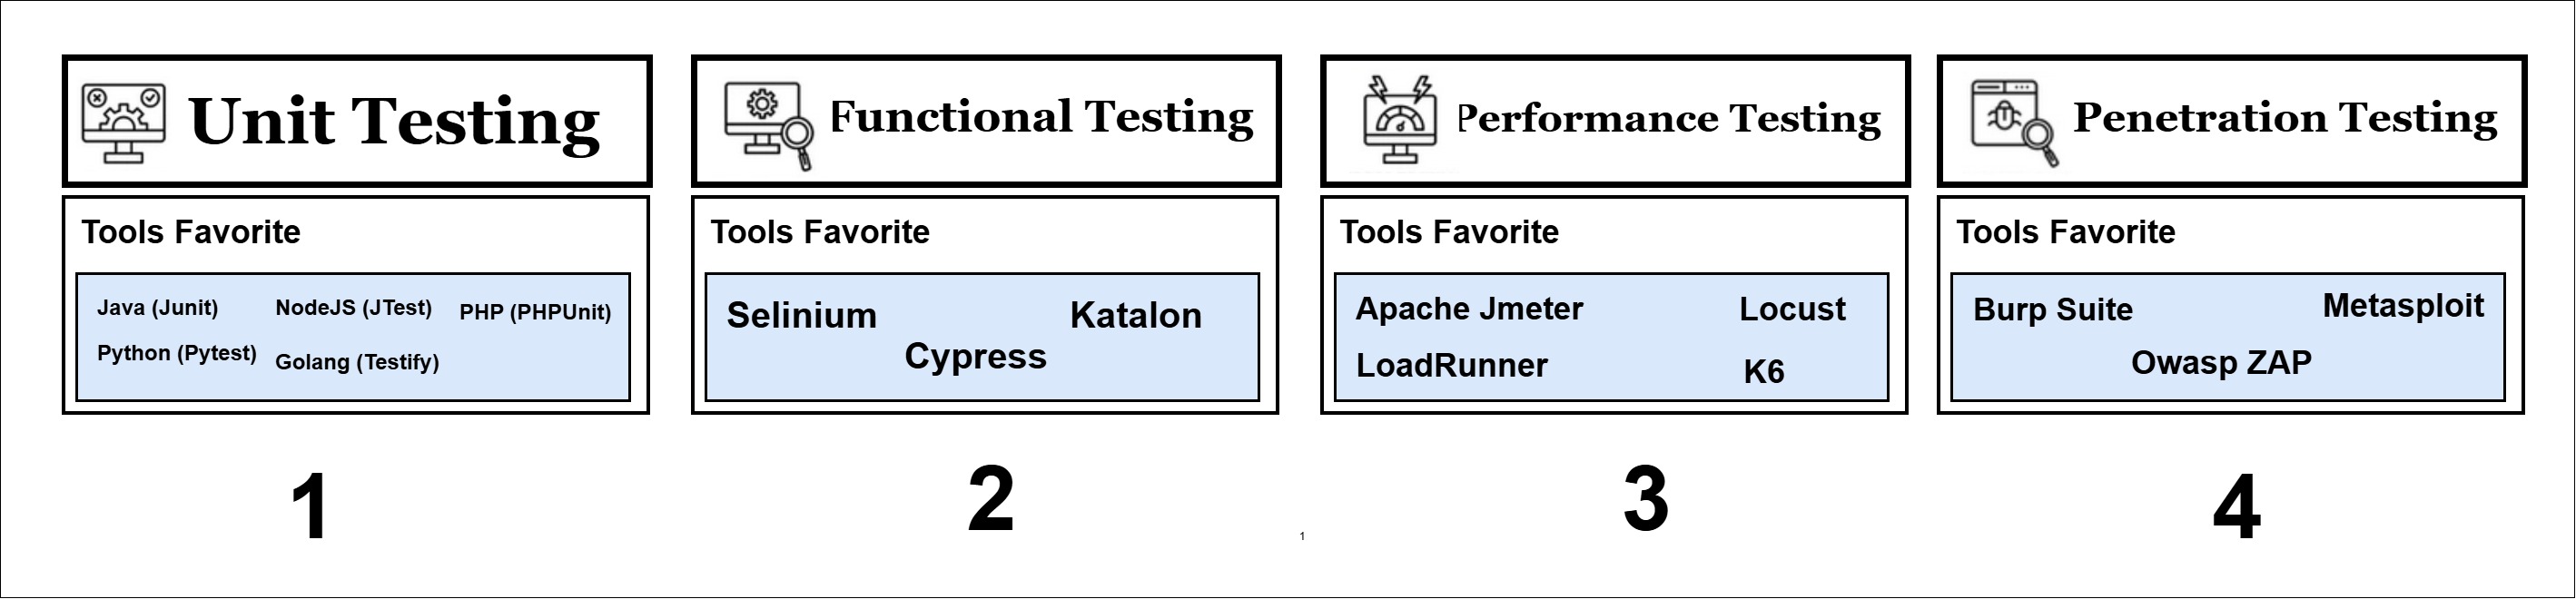 Unit Testing
Tools Favorite
Java (Junit)
NodeJS (JTest)
PHP (PHPUnit)
Python (Pytest)
Golang (Testify)
1
Functional Testing
Tools Favorite
Selinium
Katalon
Cypress
2
1
Performance Testing
Tools Favorite
Apache Jmeter
Locust
LoadRunner
K6
3
Penetration Testing
Tools Favorite
Burp Suite
Metasploit
Owasp ZAP
4